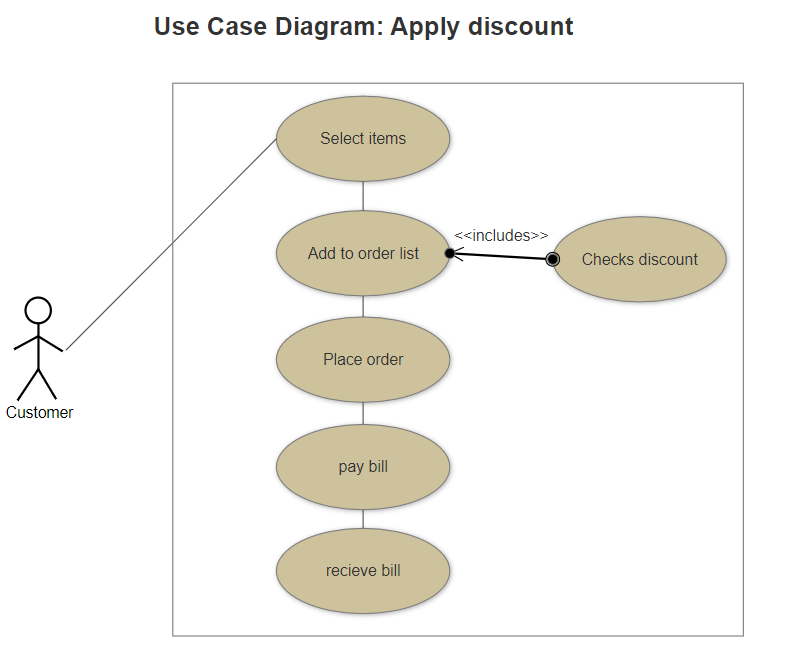 Use Case Diagram: Apply discount
Select items
<<includes>>
Add to order list
Checks discount
Place order
Customer
pay bill
recieve bill